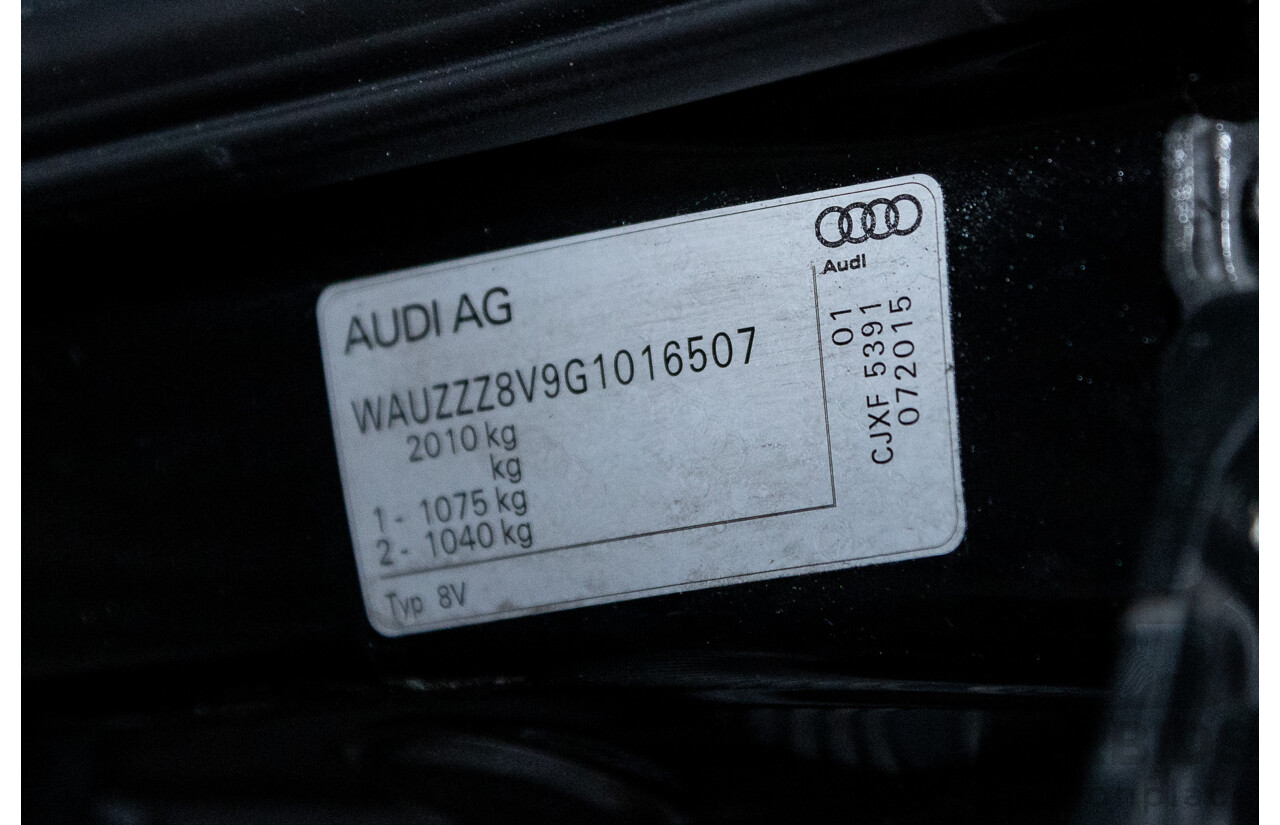 AUDI AG
WAUZZZ8V9G1016507
2010 kg
kg
1 - 1075 kg
2 - 1040 kg
Typ 8V
Audi
01
CJXF 5391
072015